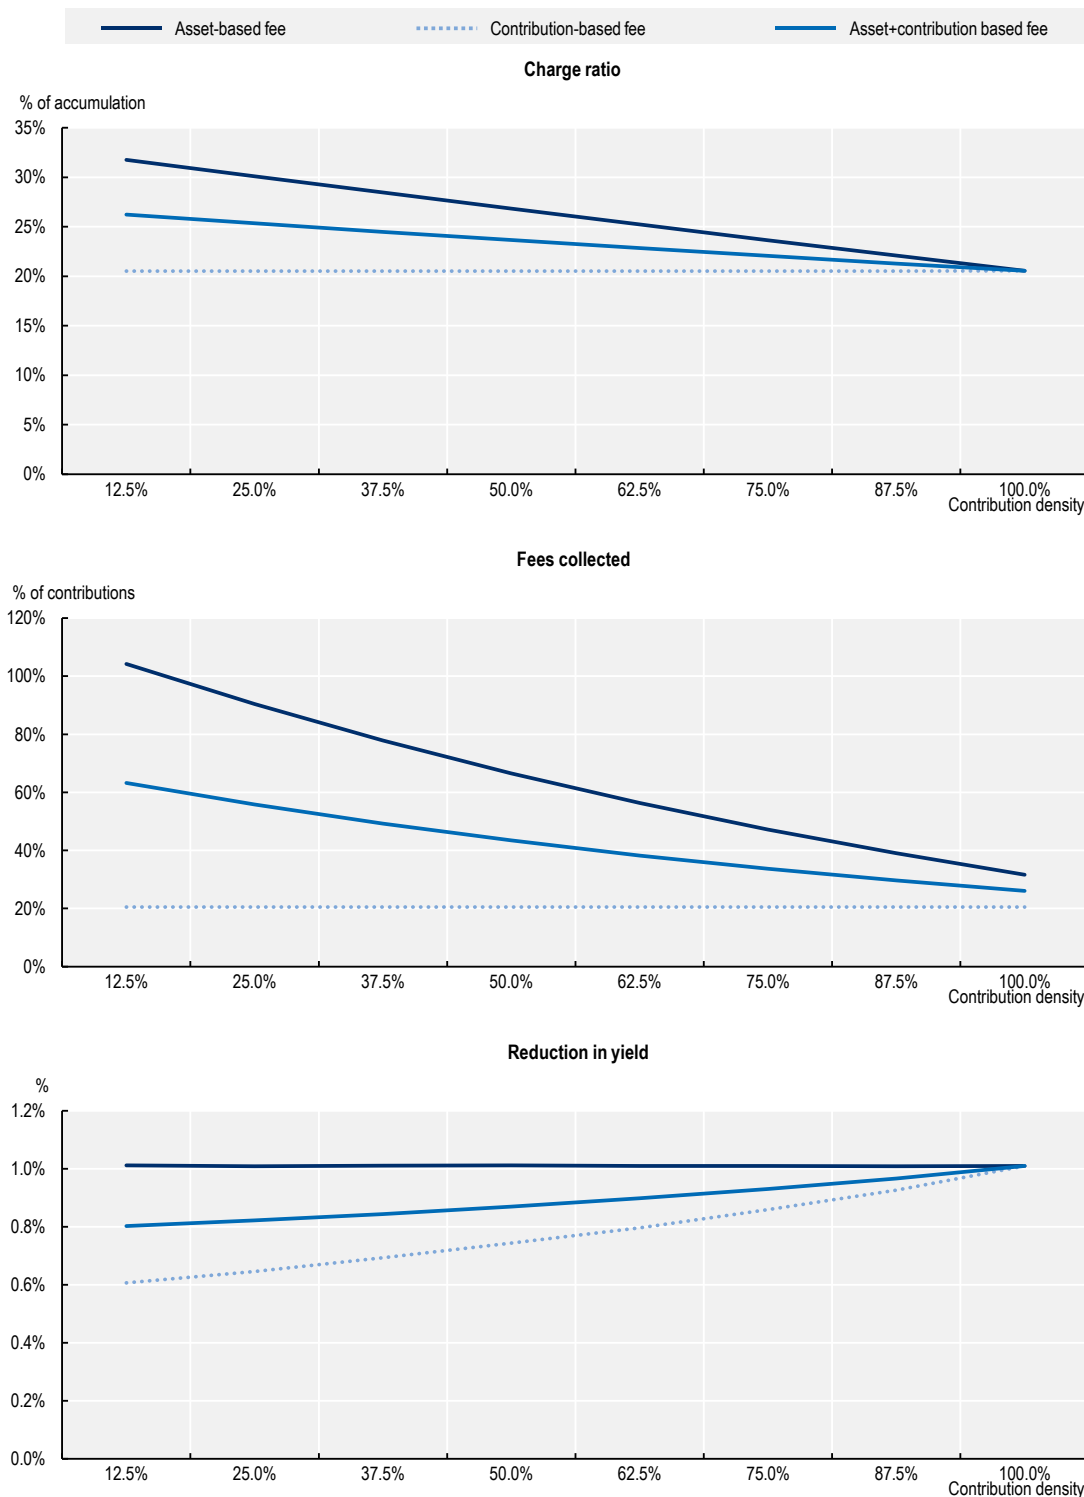 Asset-based fee Contribution-based fee Asset+contribution based fee
Charge ratio
% of accumulation
35%
30%
25%
20%
15%
10%
5%
0%
12.5% 25.0% 37.5% 50.0% 62.5% 75.0% 87.5% 100.0%
Contribution density
Fees collected
% of contributions
120%
100%
80%
60%
40%
20%
0%
12.5% 25.0% 37.5% 50.0% 62.5% 75.0% 87.5% 100.0%
Contribution density
Reduction in yield
%
1.2%
1.0%
0.8%
0.6%
0.4%
0.2%
0.0%
12.5% 25.0% 37.5% 50.0% 62.5% 75.0% 87.5% 100.0%
Contribution density